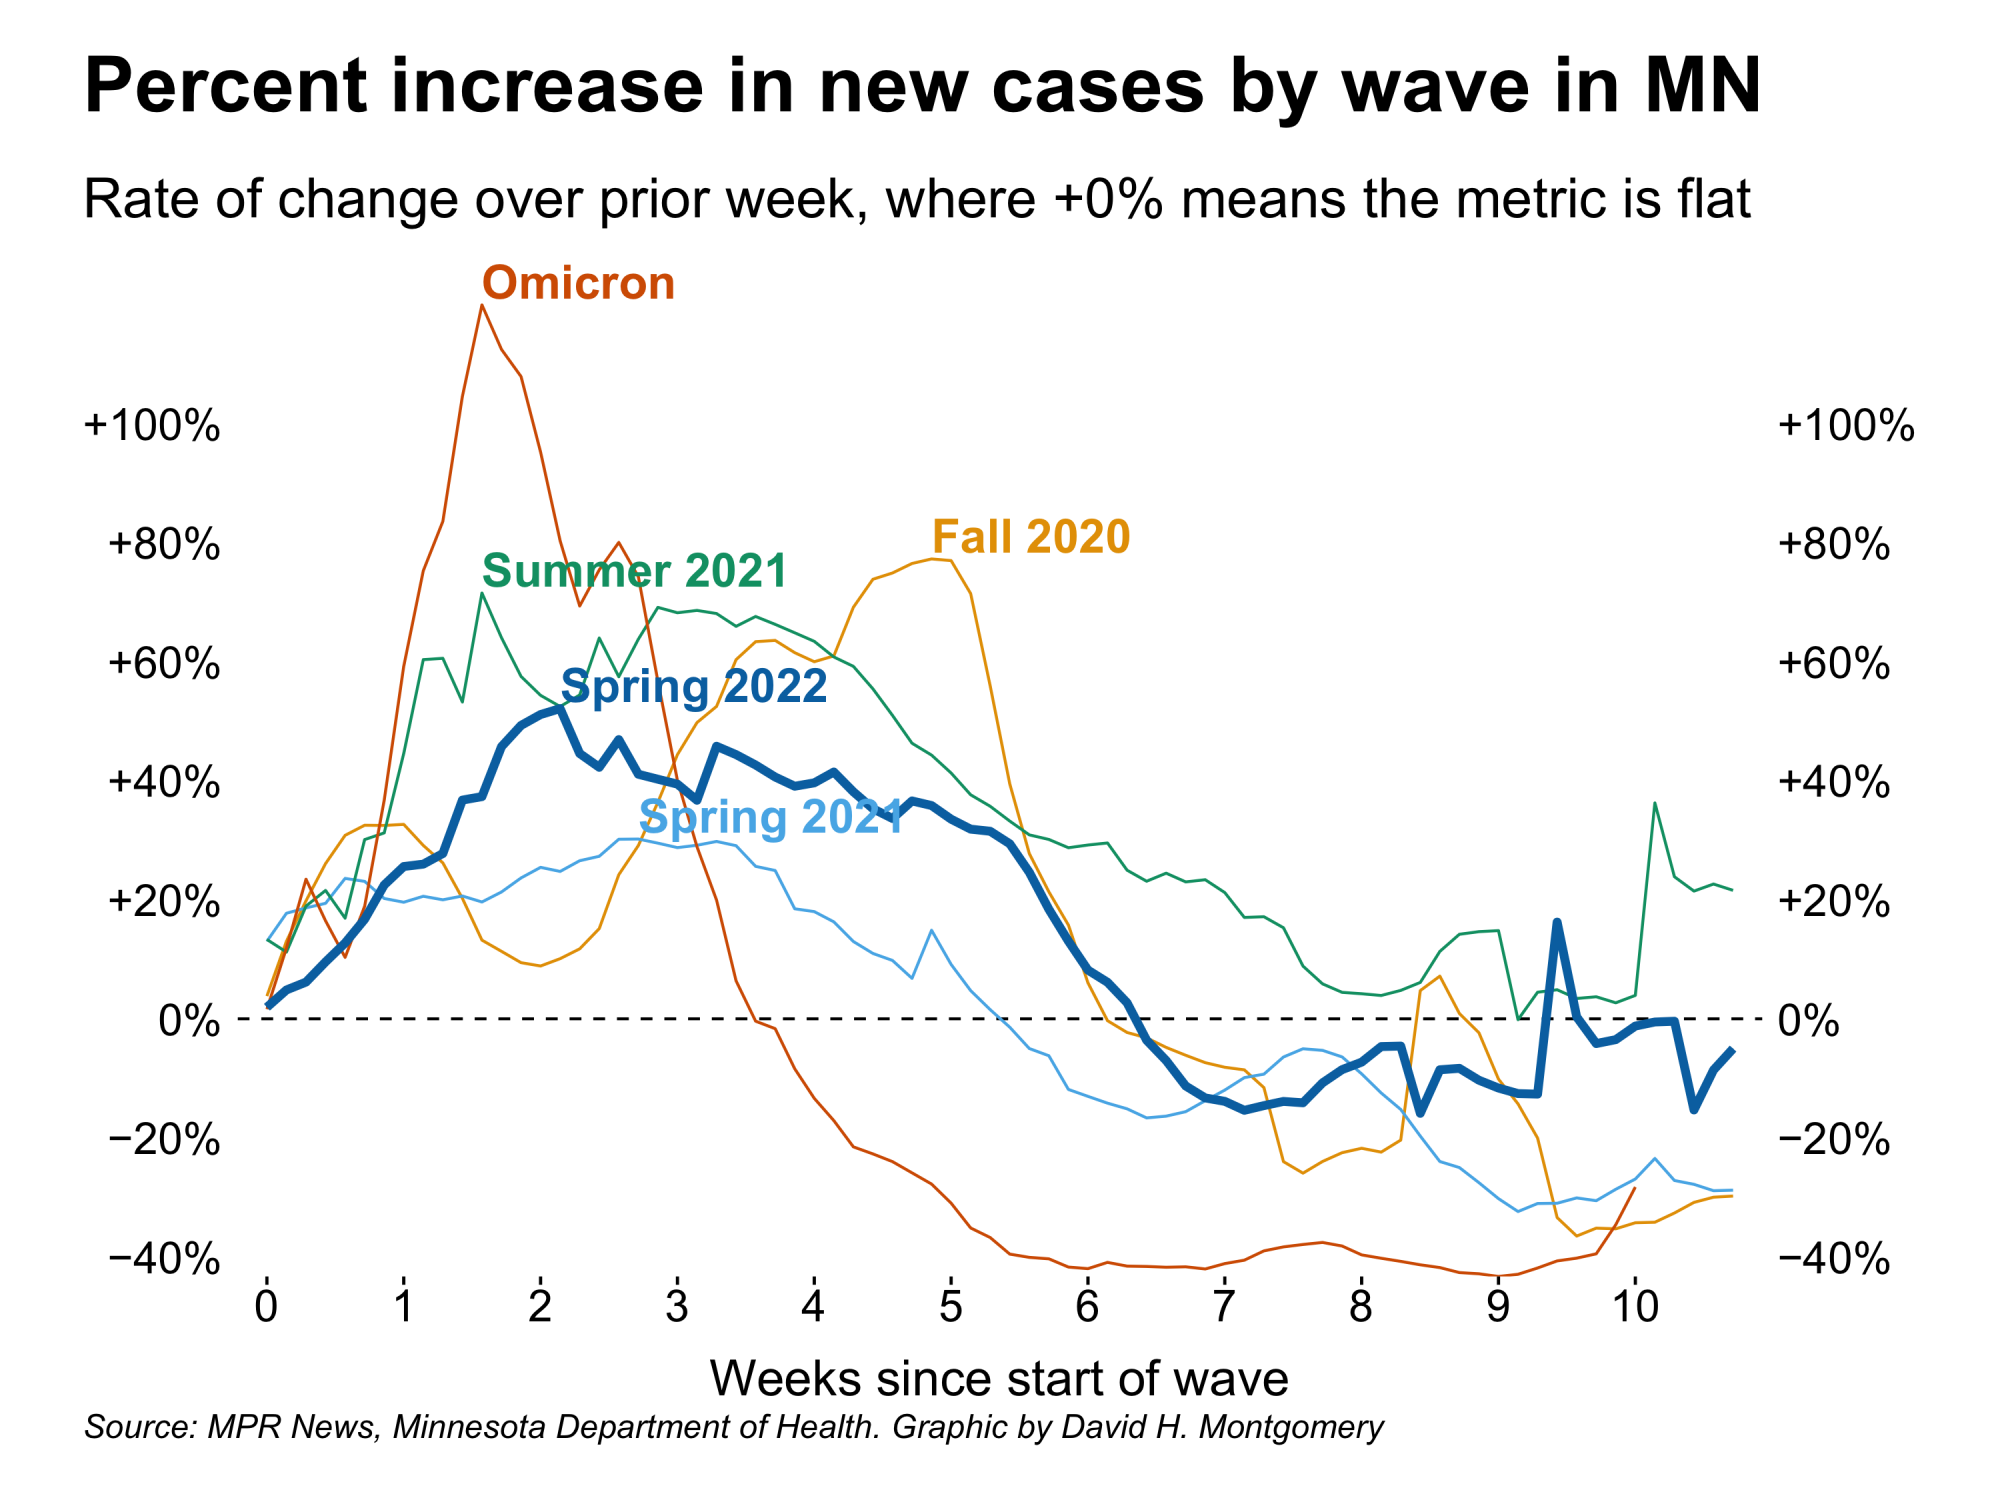 Percent increase in new cases by wave in MN
Rate of change over prior week, where +0% means the metric is flat
Omicron
+100%
+100%
Fall 2020
+80%
+80%
Summer 2021
+60%
+60%
Spring 2022
+40%
+40%
Spring 2021
+20%
+20%
0%
0%
−20%
−20%
−40%
−40%
0 1 2 3 4 5 6 7 8 9 10
Weeks since start of wave
Source: MPR News, Minnesota Department of Health. Graphic by David H. Montgomery